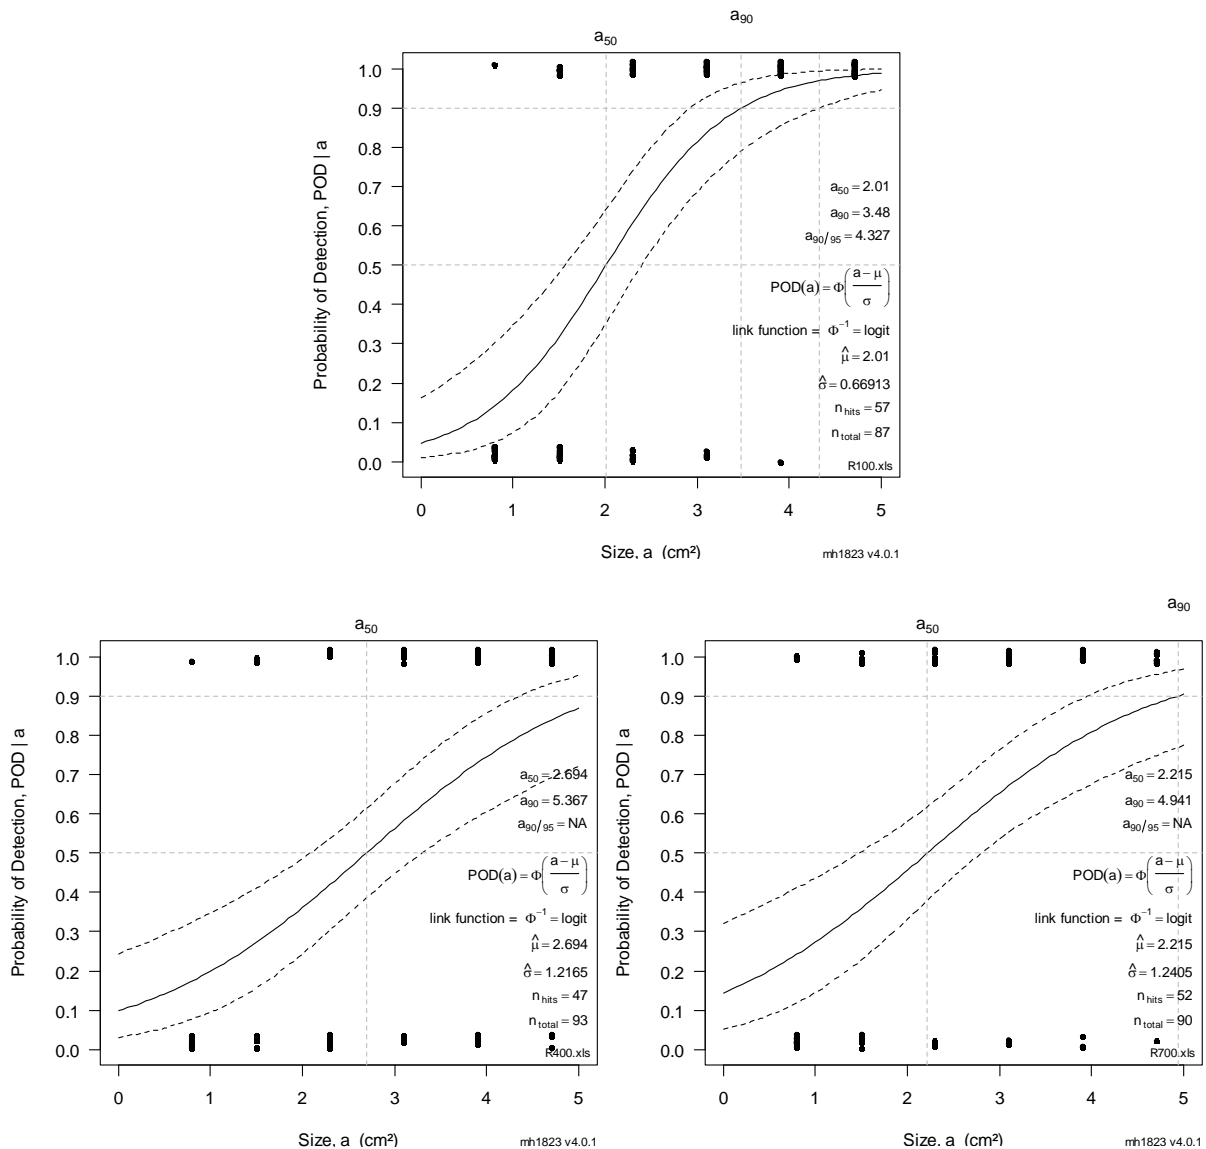 a90
a50
1.0
0.9
0.8
0.7
0.6
0.5
0.4
0.3
0.2
0.1
0.0
Probability of Detection, POD | a
a50 = 2.01
a90 = 3.48
a90/95 = 4.327
POD(a) = Φ((a − μ)/σ)
link function = Φ⁻¹ = logit
μ̂ = 2.01
σ̂ = 0.66913
n hits = 57
n total = 87
R100.xls
0 1 2 3 4 5
Size, a (cm²)
mh1823 v4.0.1
a50
1.0
0.9
0.8
0.7
0.6
0.5
0.4
0.3
0.2
0.1
0.0
Probability of Detection, POD | a
a50 = 2.694
a90 = 5.367
a90/95 = NA
POD(a) = Φ((a − μ)/σ)
link function = Φ⁻¹ = logit
μ̂ = 2.694
σ̂ = 1.2165
n hits = 47
n total = 93
R400.xls
0 1 2 3 4 5
Size, a (cm²)
mh1823 v4.0.1
a90
a50
1.0
0.9
0.8
0.7
0.6
0.5
0.4
0.3
0.2
0.1
0.0
Probability of Detection, POD | a
a50 = 2.215
a90 = 4.941
a90/95 = NA
POD(a) = Φ((a − μ)/σ)
link function = Φ⁻¹ = logit
μ̂ = 2.215
σ̂ = 1.2405
n hits = 52
n total = 90
R700.xls
0 1 2 3 4 5
Size, a (cm²)
mh1823 v4.0.1